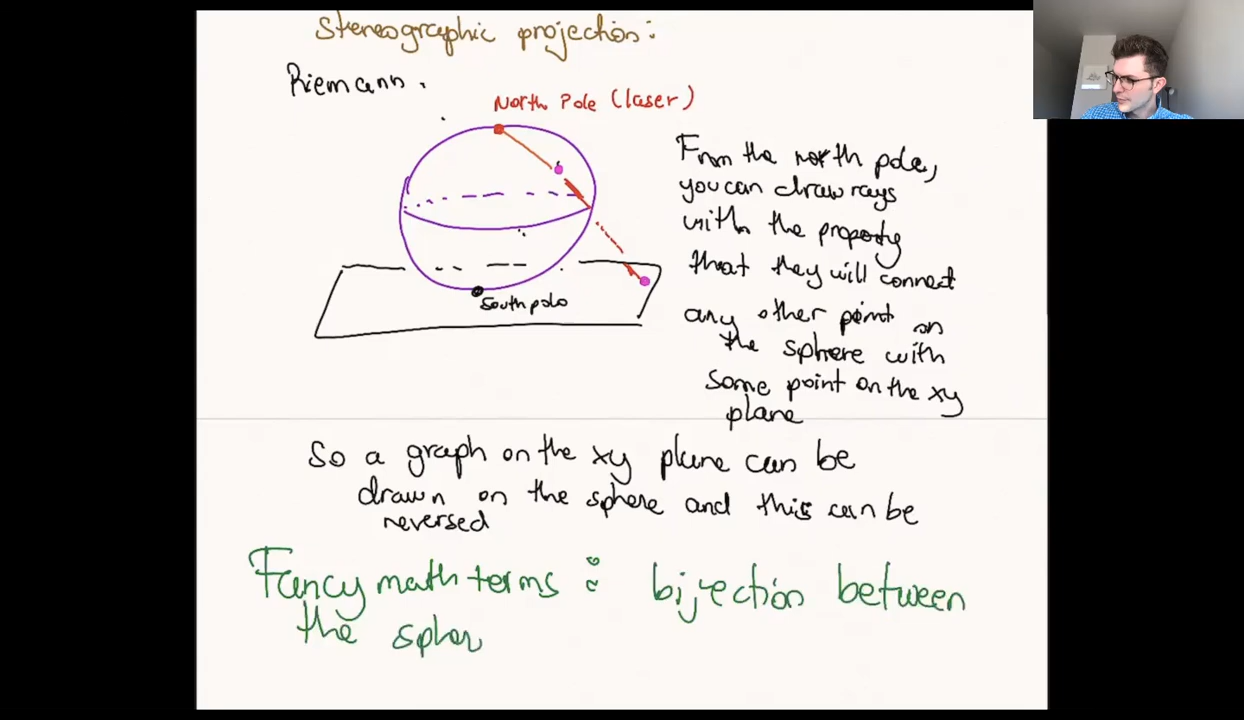 Stereographic projection:
Riemann.
North Pole (laser)
South pole
From the north pole,
you can draw rays
with the property
that they will connect
any other point on
the sphere with
some point on the xy
plane
So a graph on the xy plane can be
drawn on the sphere and this can be
reversed
Fancy math terms: bijection between
the spher